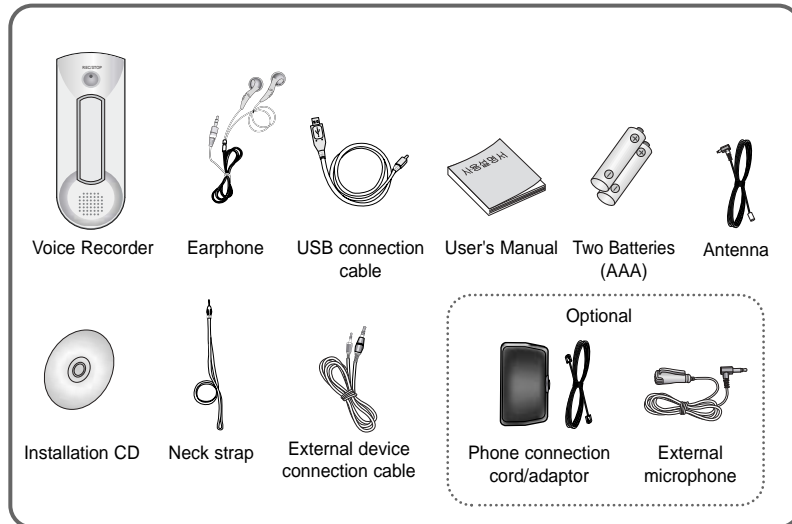 REC/STOP
사용설명서
Voice Recorder
Earphone
USB connection
cable
User's Manual
Two Batteries
(AAA)
Antenna
Optional
Installation CD
Neck strap
External device
connection cable
Phone connection
cord/adaptor
External
microphone